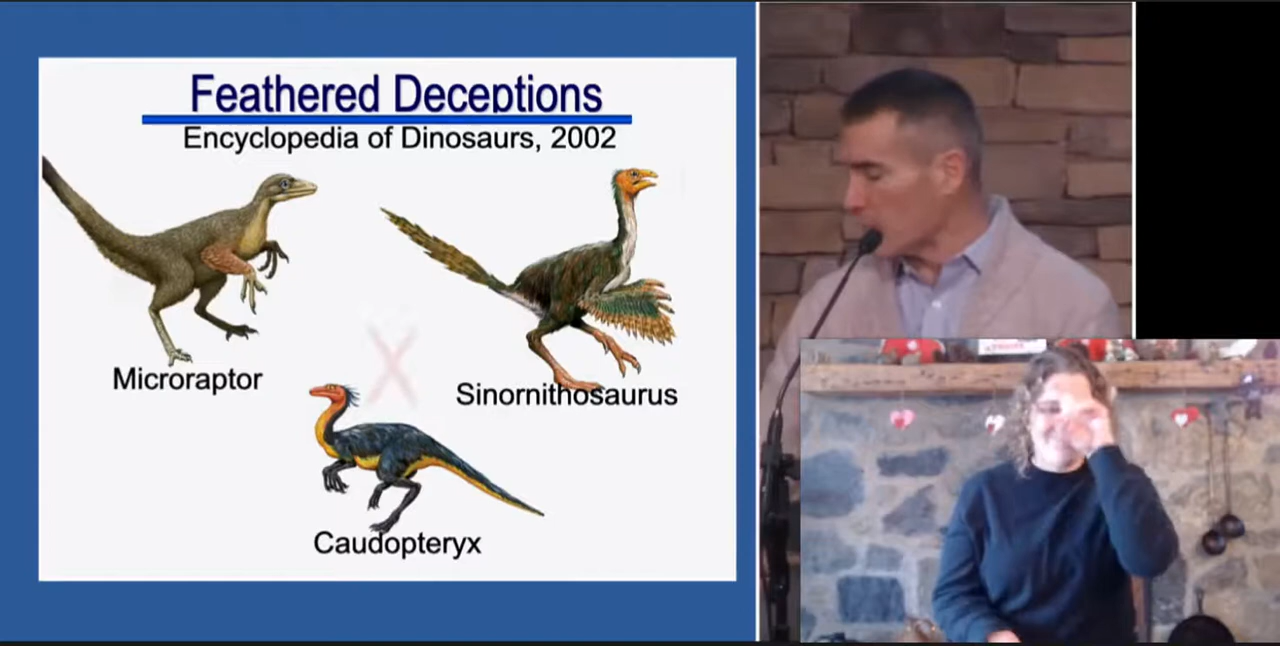 Feathered Deceptions
Encyclopedia of Dinosaurs, 2002
Microraptor
Sinornithosaurus
X
Caudopteryx